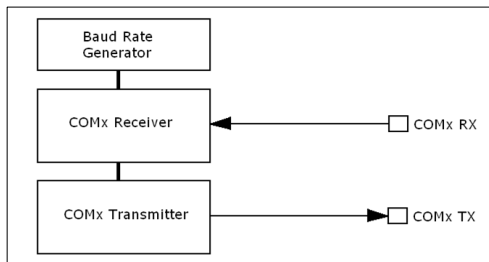 Baud Rate
Generator
COMx Receiver
COMx RX
COMx Transmitter
COMx TX